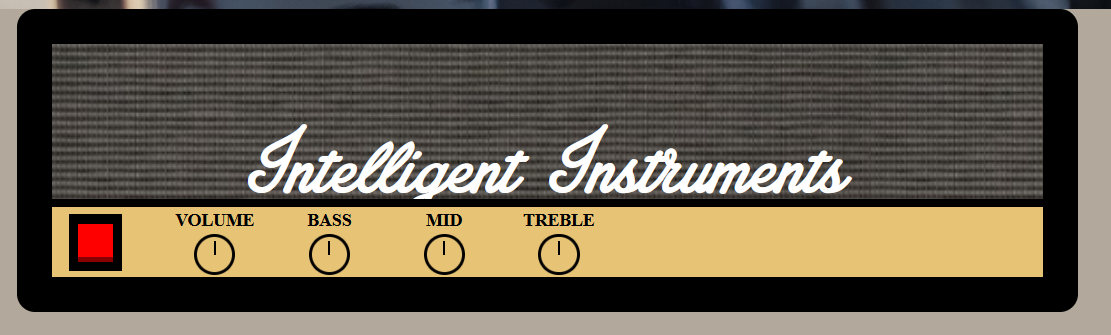 Intelligent Instruments
VOLUME BASS MID TREBLE